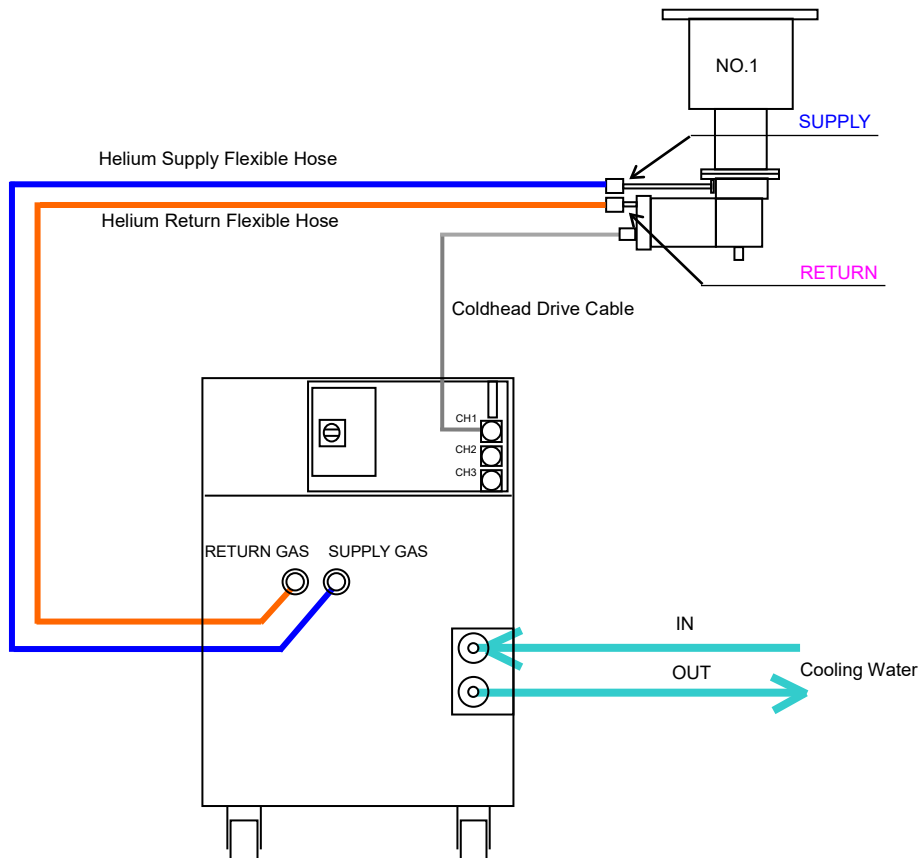 NO.1
SUPPLY
Helium Supply Flexible Hose
Helium Return Flexible Hose
RETURN
Coldhead Drive Cable
CH1
CH2
CH3
RETURN GAS
SUPPLY GAS
IN
OUT
Cooling Water